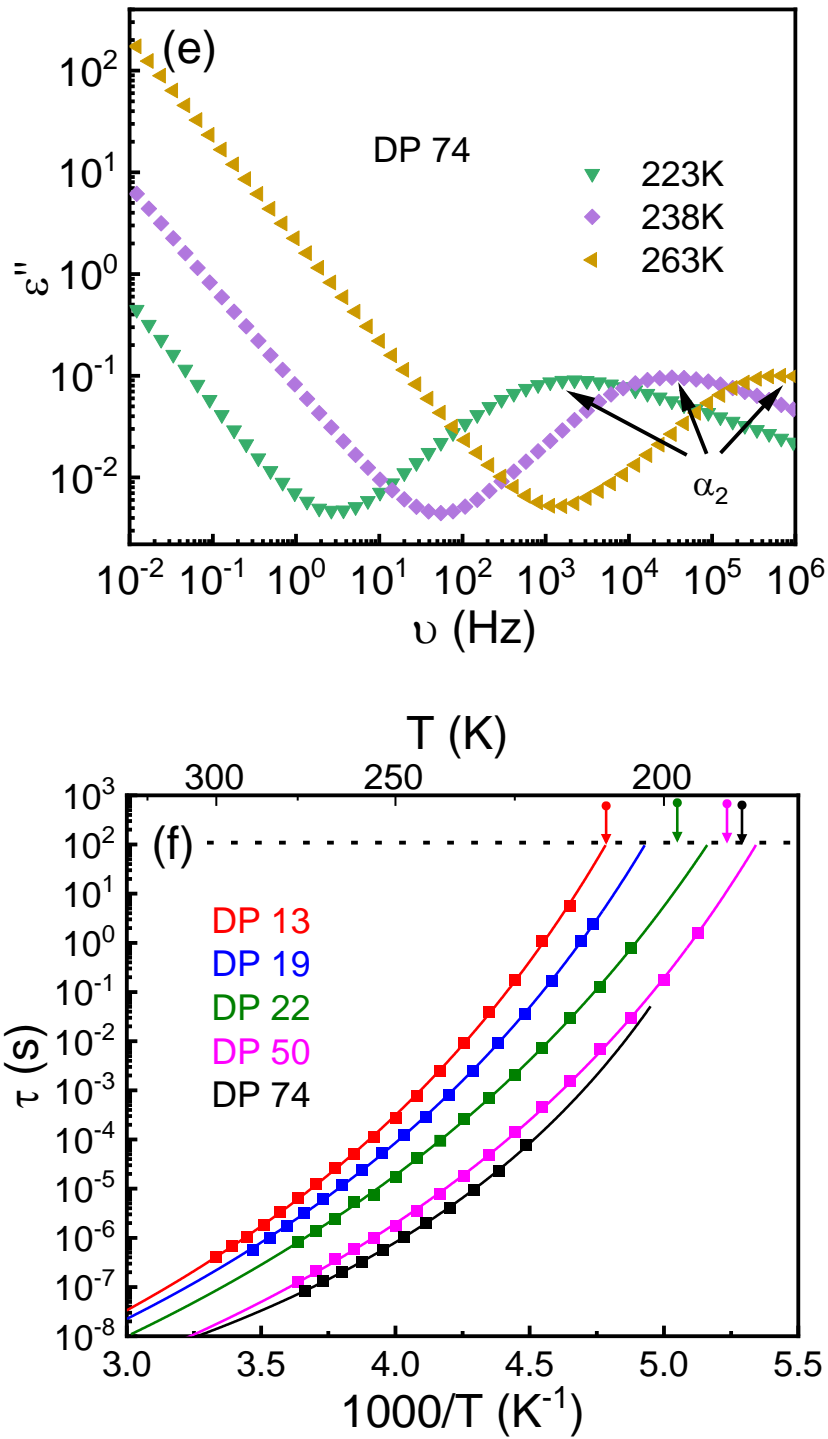 (e)
DP 74
223K
238K
263K
10² 10¹ 10⁰ 10⁻¹ 10⁻²
ε"
α₂
10⁻² 10⁻¹ 10⁰ 10¹ 10² 10³ 10⁴ 10⁵ 10⁶
υ (Hz)
T (K)
300 250 200
(f)
10³ 10² 10¹ 10⁰ 10⁻¹ 10⁻² 10⁻³ 10⁻⁴ 10⁻⁵ 10⁻⁶ 10⁻⁷ 10⁻⁸
τ (s)
DP 13
DP 19
DP 22
DP 50
DP 74
3.0 3.5 4.0 4.5 5.0 5.5
1000/T (K⁻¹)